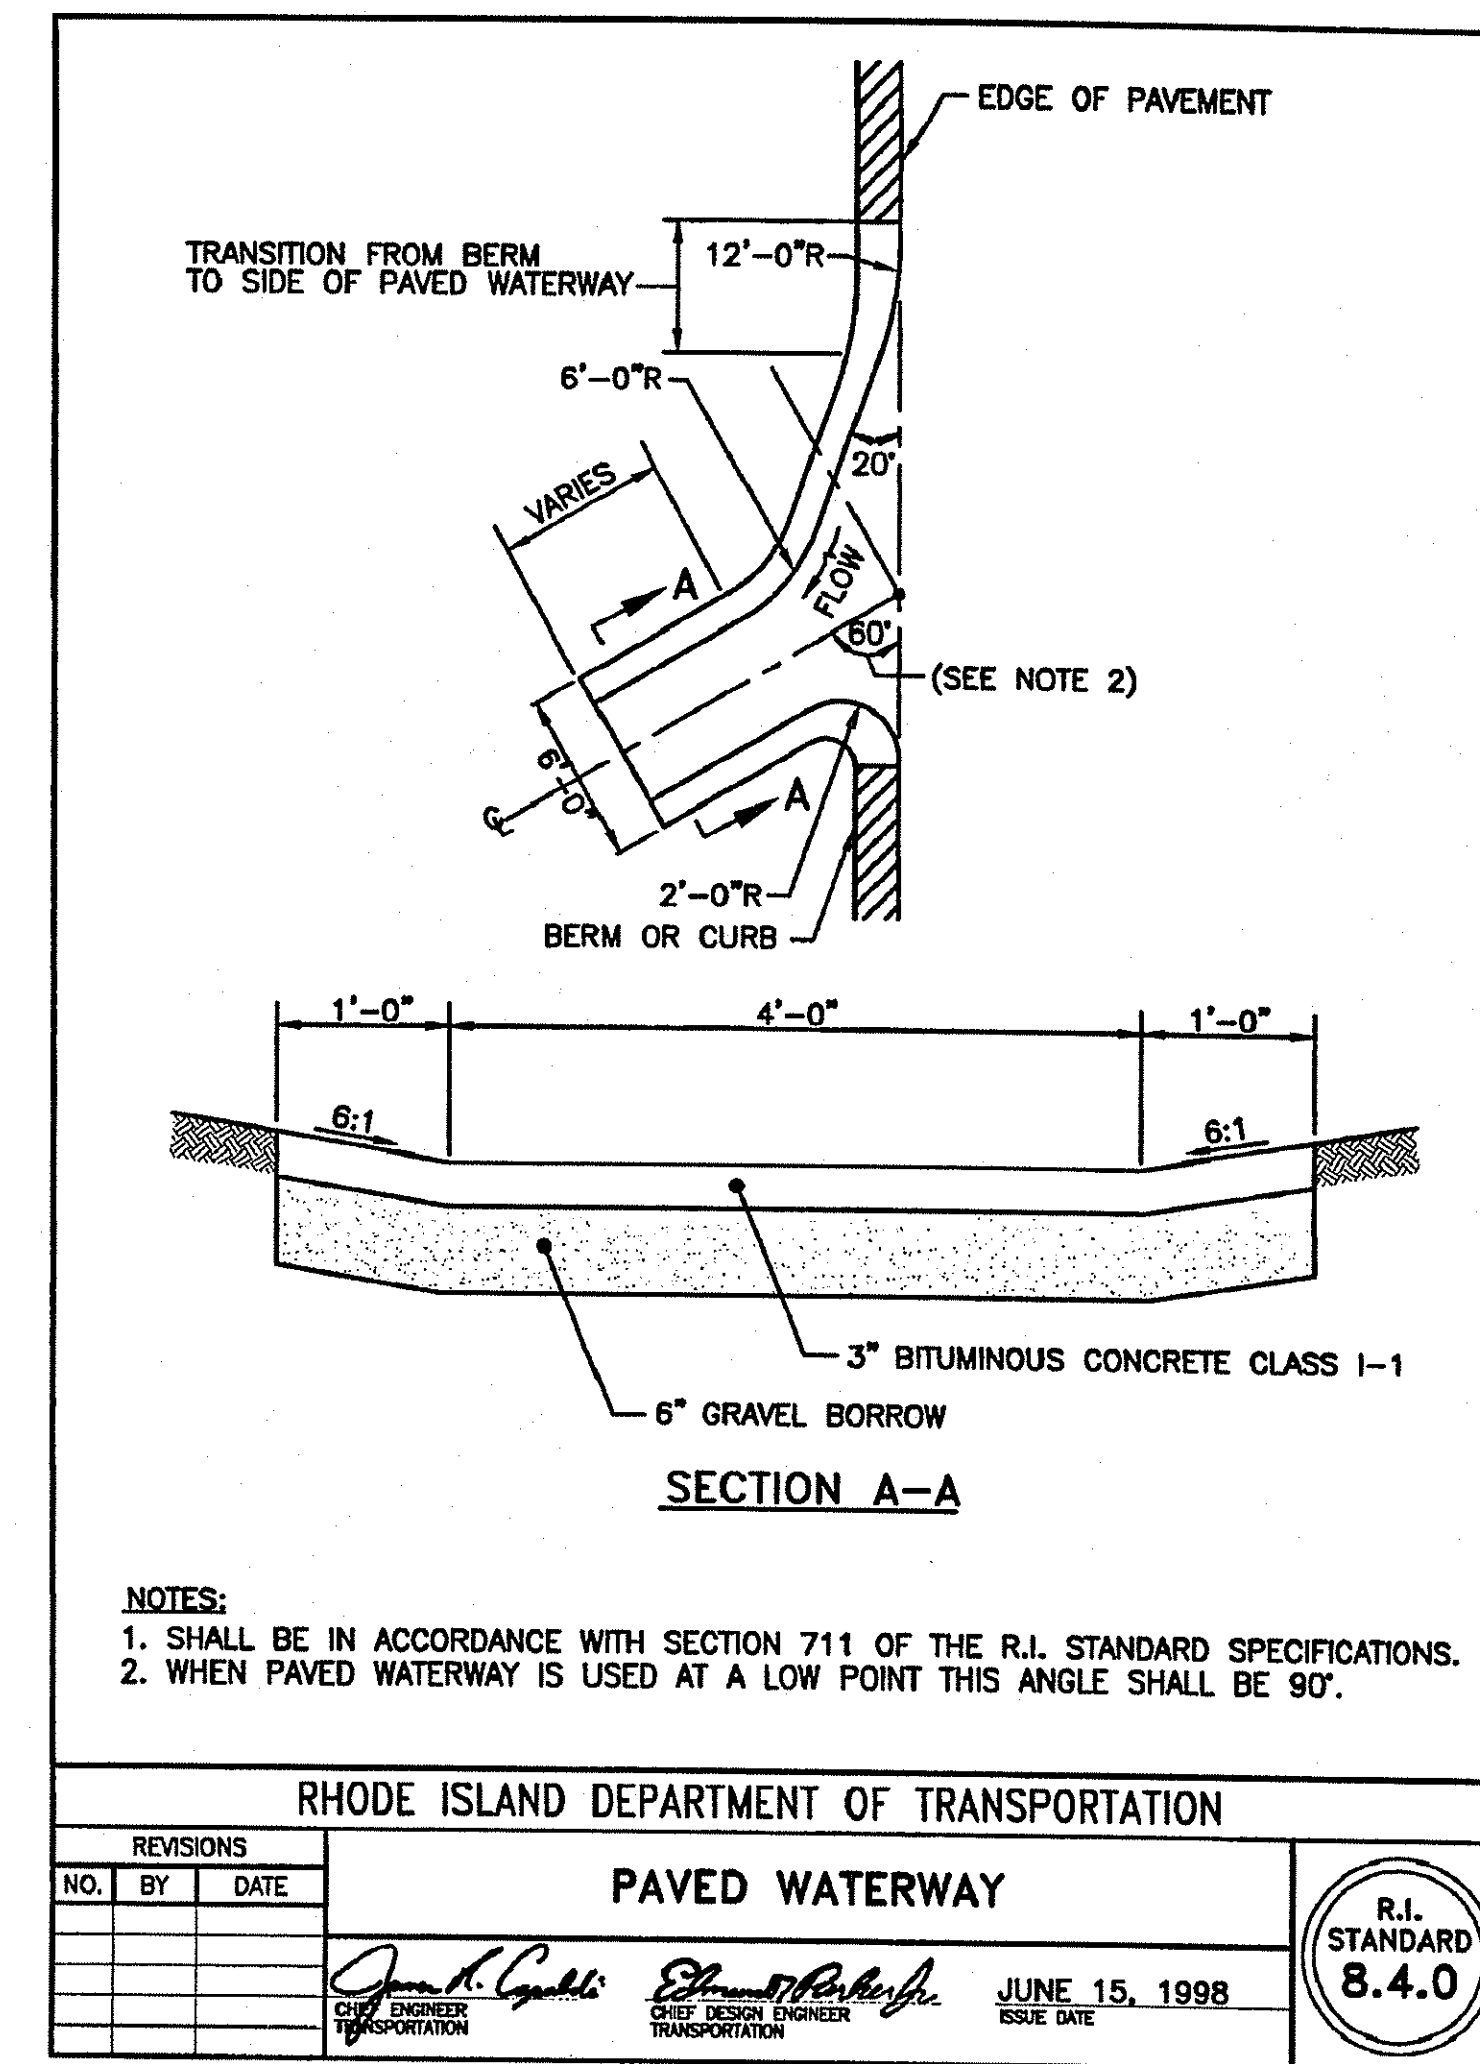 EDGE OF PAVEMENT
TRANSITION FROM BERM
TO SIDE OF PAVED WATERWAY
12'-0"R
6'-0"R
20°
VARIES
A
FLOW
60°
(SEE NOTE 2)
6'-0"
A
℄
2'-0"R
BERM OR CURB
1'-0"
4'-0"
1'-0"
6:1
6:1
3" BITUMINOUS CONCRETE CLASS I-1
6" GRAVEL BORROW
SECTION A-A
NOTES:
1. SHALL BE IN ACCORDANCE WITH SECTION 711 OF THE R.I. STANDARD SPECIFICATIONS.
2. WHEN PAVED WATERWAY IS USED AT A LOW POINT THIS ANGLE SHALL BE 90°.
RHODE ISLAND DEPARTMENT OF TRANSPORTATION
REVISIONS
NO. BY DATE
PAVED WATERWAY
R.I.
STANDARD
8.4.0
James R. Capaldi
CHIEF ENGINEER
TRANSPORTATION
Edmund T. Parker Jr.
CHIEF DESIGN ENGINEER
TRANSPORTATION
JUNE 15, 1998
ISSUE DATE